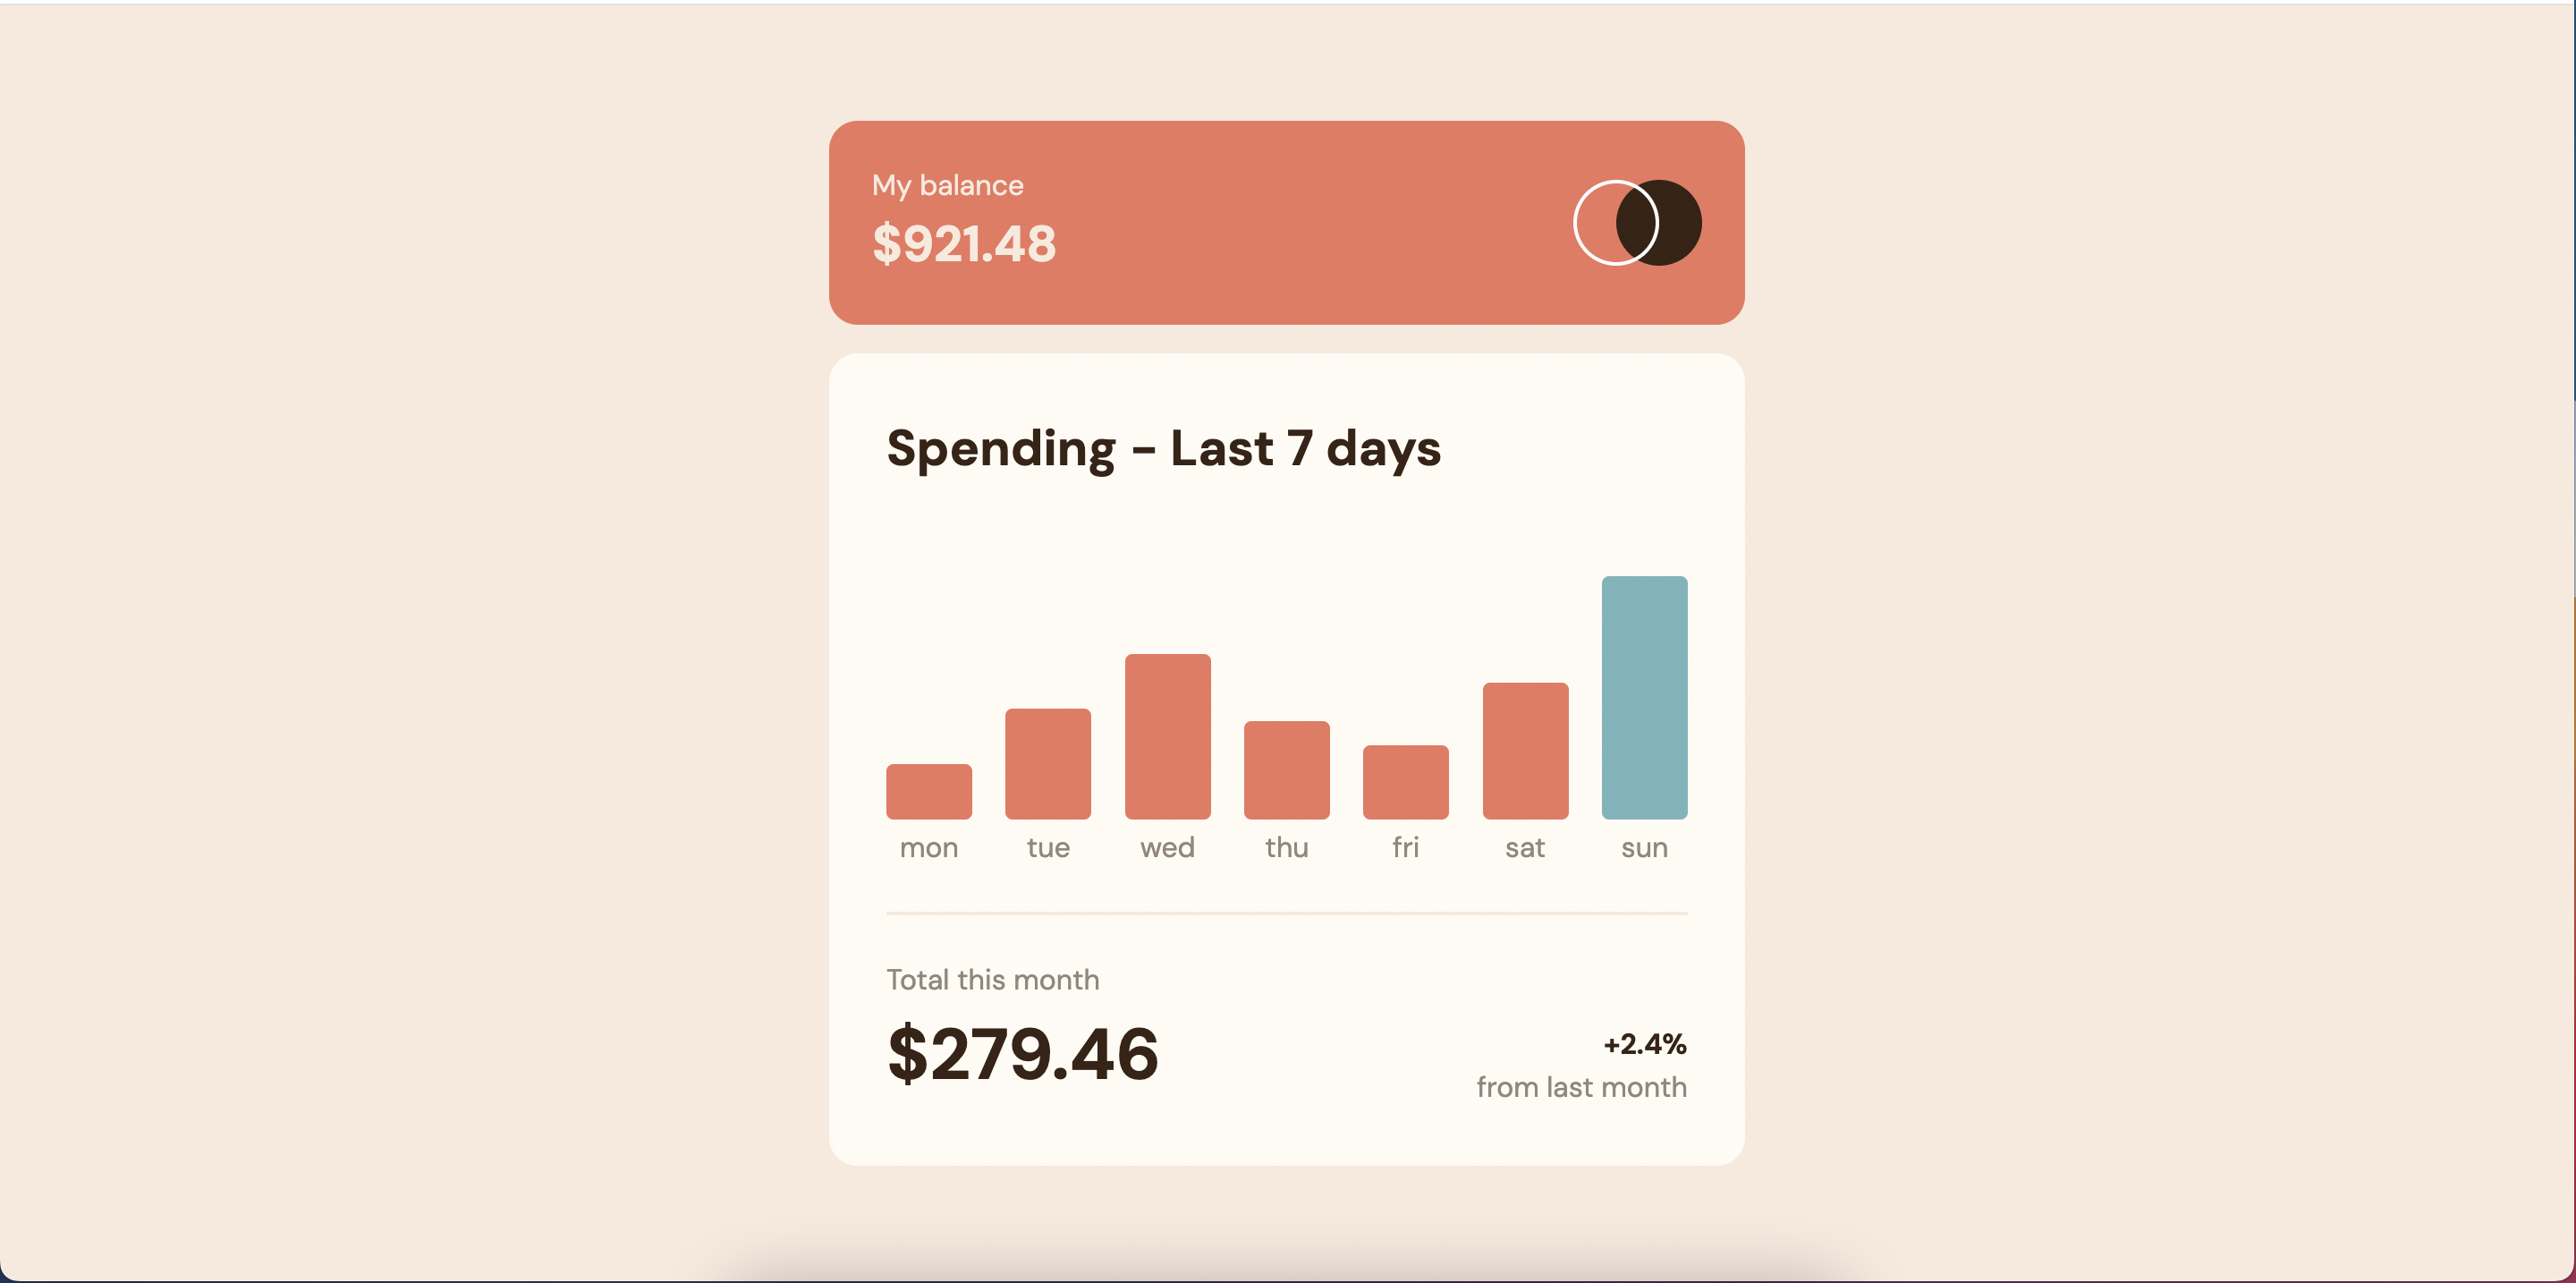 My balance
$921.48
Spending - Last 7 days
mon tue wed thu fri sat sun
Total this month
$279.46
+2.4%
from last month